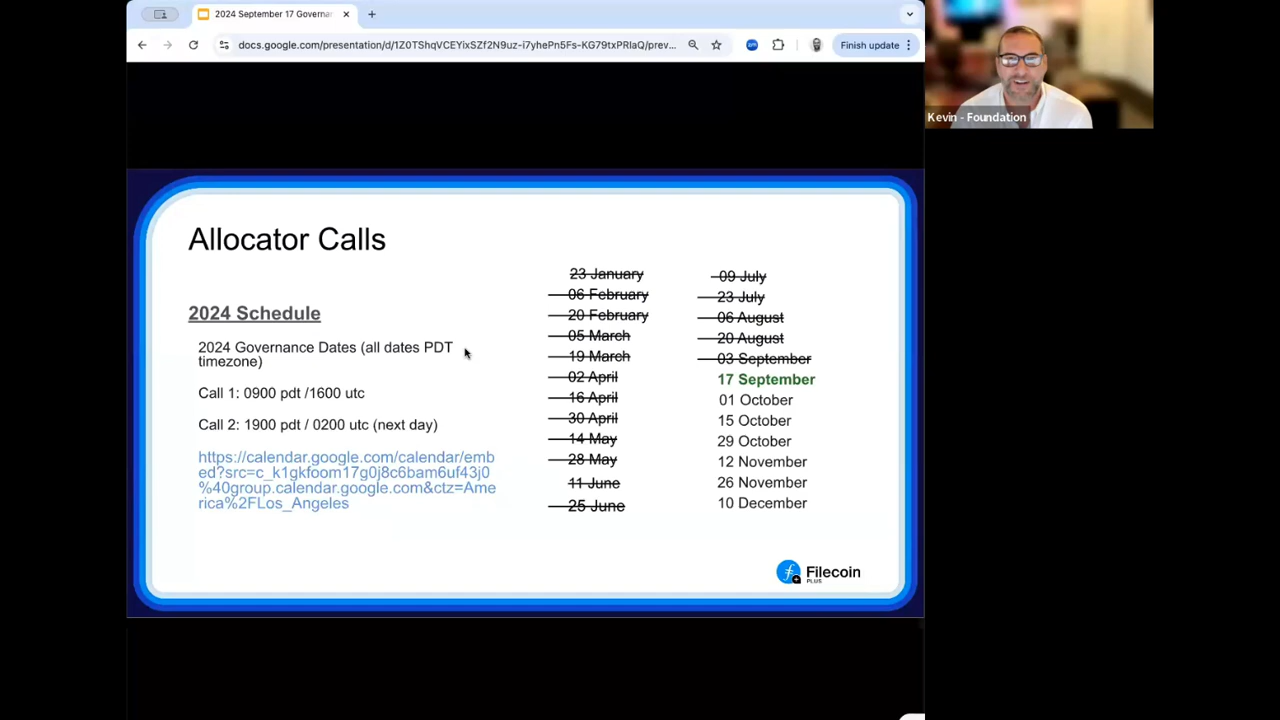 2024 September 17 Governa
docs.google.com/presentation/d/1Z0TShqVCEYixSZf2N9uz-i7yhePn5Fs-KG79txPRIaQ/prev...
Finish update
Kevin - Foundation
Allocator Calls
2024 Schedule
2024 Governance Dates (all dates PDT
timezone)
Call 1: 0900 pdt /1600 utc
Call 2: 1900 pdt / 0200 utc (next day)
https://calendar.google.com/calendar/emb
ed?src=c_k1gkfoom17g0j8c6bam6uf43j0
%40group.calendar.google.com&ctz=Ame
rica%2FLos_Angeles
23 January
06 February
20 February
05 March
19 March
02 April
16 April
30 April
14 May
28 May
11 June
25 June
09 July
23 July
06 August
20 August
03 September
17 September
01 October
15 October
29 October
12 November
26 November
10 December
Filecoin
PLUS